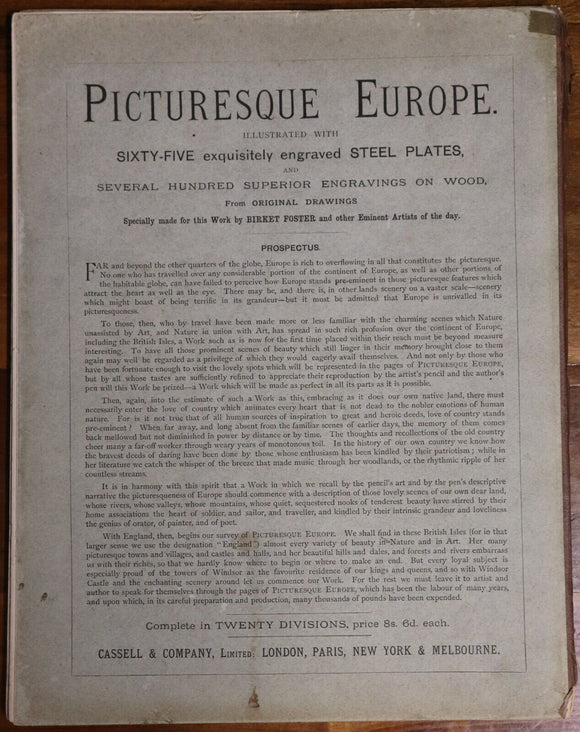 PICTURESQUE EUROPE.
ILLUSTRATED WITH
SIXTY-FIVE exquisitely engraved STEEL PLATES,
AND
SEVERAL HUNDRED SUPERIOR ENGRAVINGS ON WOOD,
From ORIGINAL DRAWINGS
Specially made for this Work by BIRKET FOSTER and other Eminent Artists of the day.
PROSPECTUS.
FAR and beyond the other quarters of the globe, Europe is rich to overflowing in all that constitutes the picturesque.
No one who has travelled over any considerable portion of the continent of Europe, as well as other portions of
the habitable globe, can have failed to perceive how Europe stands pre-eminent in those picturesque features which
attract the heart as well as the eye. There may be, and there is, in other lands scenery on a vaster scale—scenery
which might boast of being terrific in its grandeur—but it must be admitted that Europe is unrivalled in its
picturesqueness.
To those, then, who by travel have been made more or less familiar with the charming scenes which Nature
unassisted by Art, and Nature in union with Art, has spread in such rich profusion over the continent of Europe,
including the British Isles, a Work such as is now for the first time placed within their reach must be beyond measure
interesting. To have all those prominent scenes of beauty which still linger in their memory brought close to them
again may well be regarded as a privilege of which they would eagerly avail themselves. And not only by those who
have been fortunate enough to visit the lovely spots which will be represented in the pages of PICTURESQUE EUROPE,
but by all whose tastes are sufficiently refined to appreciate their reproduction by the artist's pencil and the author's
pen will this Work be prized—a Work which will be made as perfect in all its parts as it is possible.
Then, again, into the estimate of such a Work as this, embracing as it does our own native land, there must
necessarily enter the love of country which animates every heart that is not dead to the nobler emotions of human
nature. For is it not true that of all human sources of inspiration to great and heroic deeds, love of country stands
pre-eminent? When far away, and long absent from the familiar scenes of earlier days, the memory of them comes
back mellowed but not diminished in power by distance or by time. The thoughts and recollections of the old country
cheer many a far-off worker through weary years of monotonous toil. In the history of our own country we know how
the bravest deeds of daring have been done by those whose enthusiasm has been kindled by their patriotism; while in
her literature we catch the whisper of the breeze that made music through her woodlands, or the rhythmic ripple of her
countless streams.
It is in harmony with this spirit that a Work in which we recall by the pencil's art and by the pen's descriptive
narrative the picturesqueness of Europe should commence with a description of those lovely scenes of our own dear land,
whose rivers, whose valleys, whose mountains, whose quiet, sequestered nooks of tenderest beauty have stirred by their
home associations the heart of soldier, and sailor, and traveller, and kindled by their intrinsic grandeur and loveliness
the genius of orator, of painter, and of poet.
With England, then, begins our survey of PICTURESQUE EUROPE. We shall find in these British Isles (for in that
larger sense we use the designation "England") almost every variety of beauty in Nature and in Art. Her many
picturesque towns and villages, and castles and halls, and her beautiful hills and dales, and forests and rivers embarrass
us with their riches, so that we hardly know where to begin or where to make an end. But every loyal subject is
especially proud of the towers of Windsor as the favourite residence of our kings and queens, and so with Windsor
Castle and the enchanting scenery around let us commence our Work. For the rest we must leave it to artist and
author to speak for themselves through the pages of PICTURESQUE EUROPE, which has been the labour of many years,
and upon which, in its careful preparation and production, many thousands of pounds have been expended.
Complete in TWENTY DIVISIONS, price 8s. 6d. each.
CASSELL & COMPANY, LIMITED: LONDON, PARIS, NEW YORK & MELBOURNE.